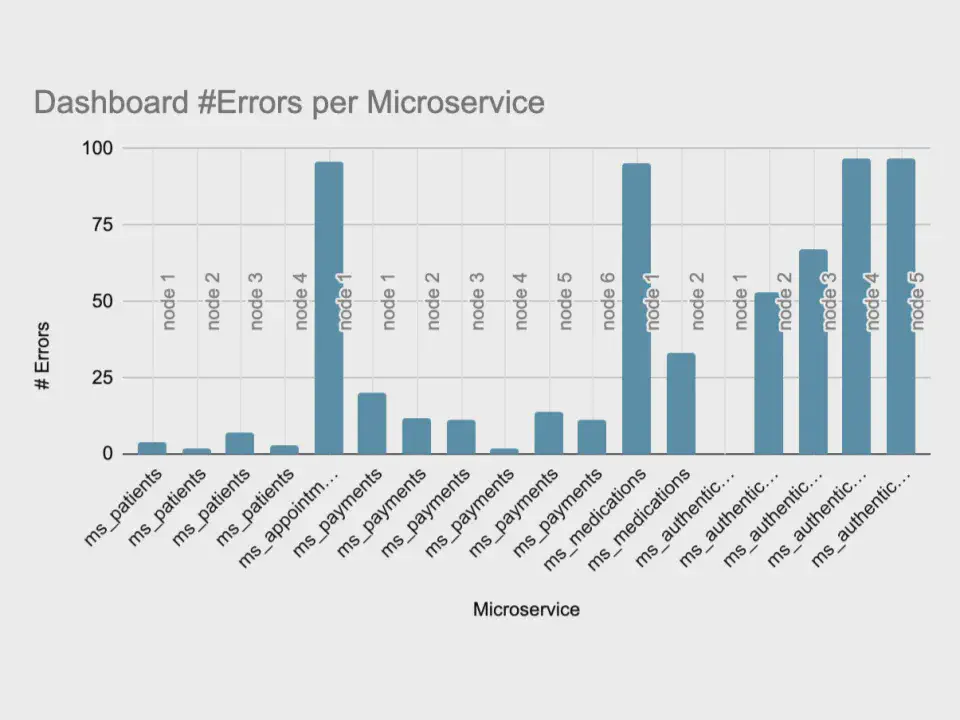 Dashboard #Errors per Microservice
100
75
50
25
0
# Errors
node 1
node 2
node 3
node 4
node 1
node 1
node 2
node 3
node 4
node 5
node 6
node 1
node 2
node 1
node 2
node 3
node 4
node 5
ms_patients
ms_patients
ms_patients
ms_patients
ms_appointm…
ms_payments
ms_payments
ms_payments
ms_payments
ms_payments
ms_payments
ms_medications
ms_medications
ms_authentic…
ms_authentic…
ms_authentic…
ms_authentic…
ms_authentic…
Microservice